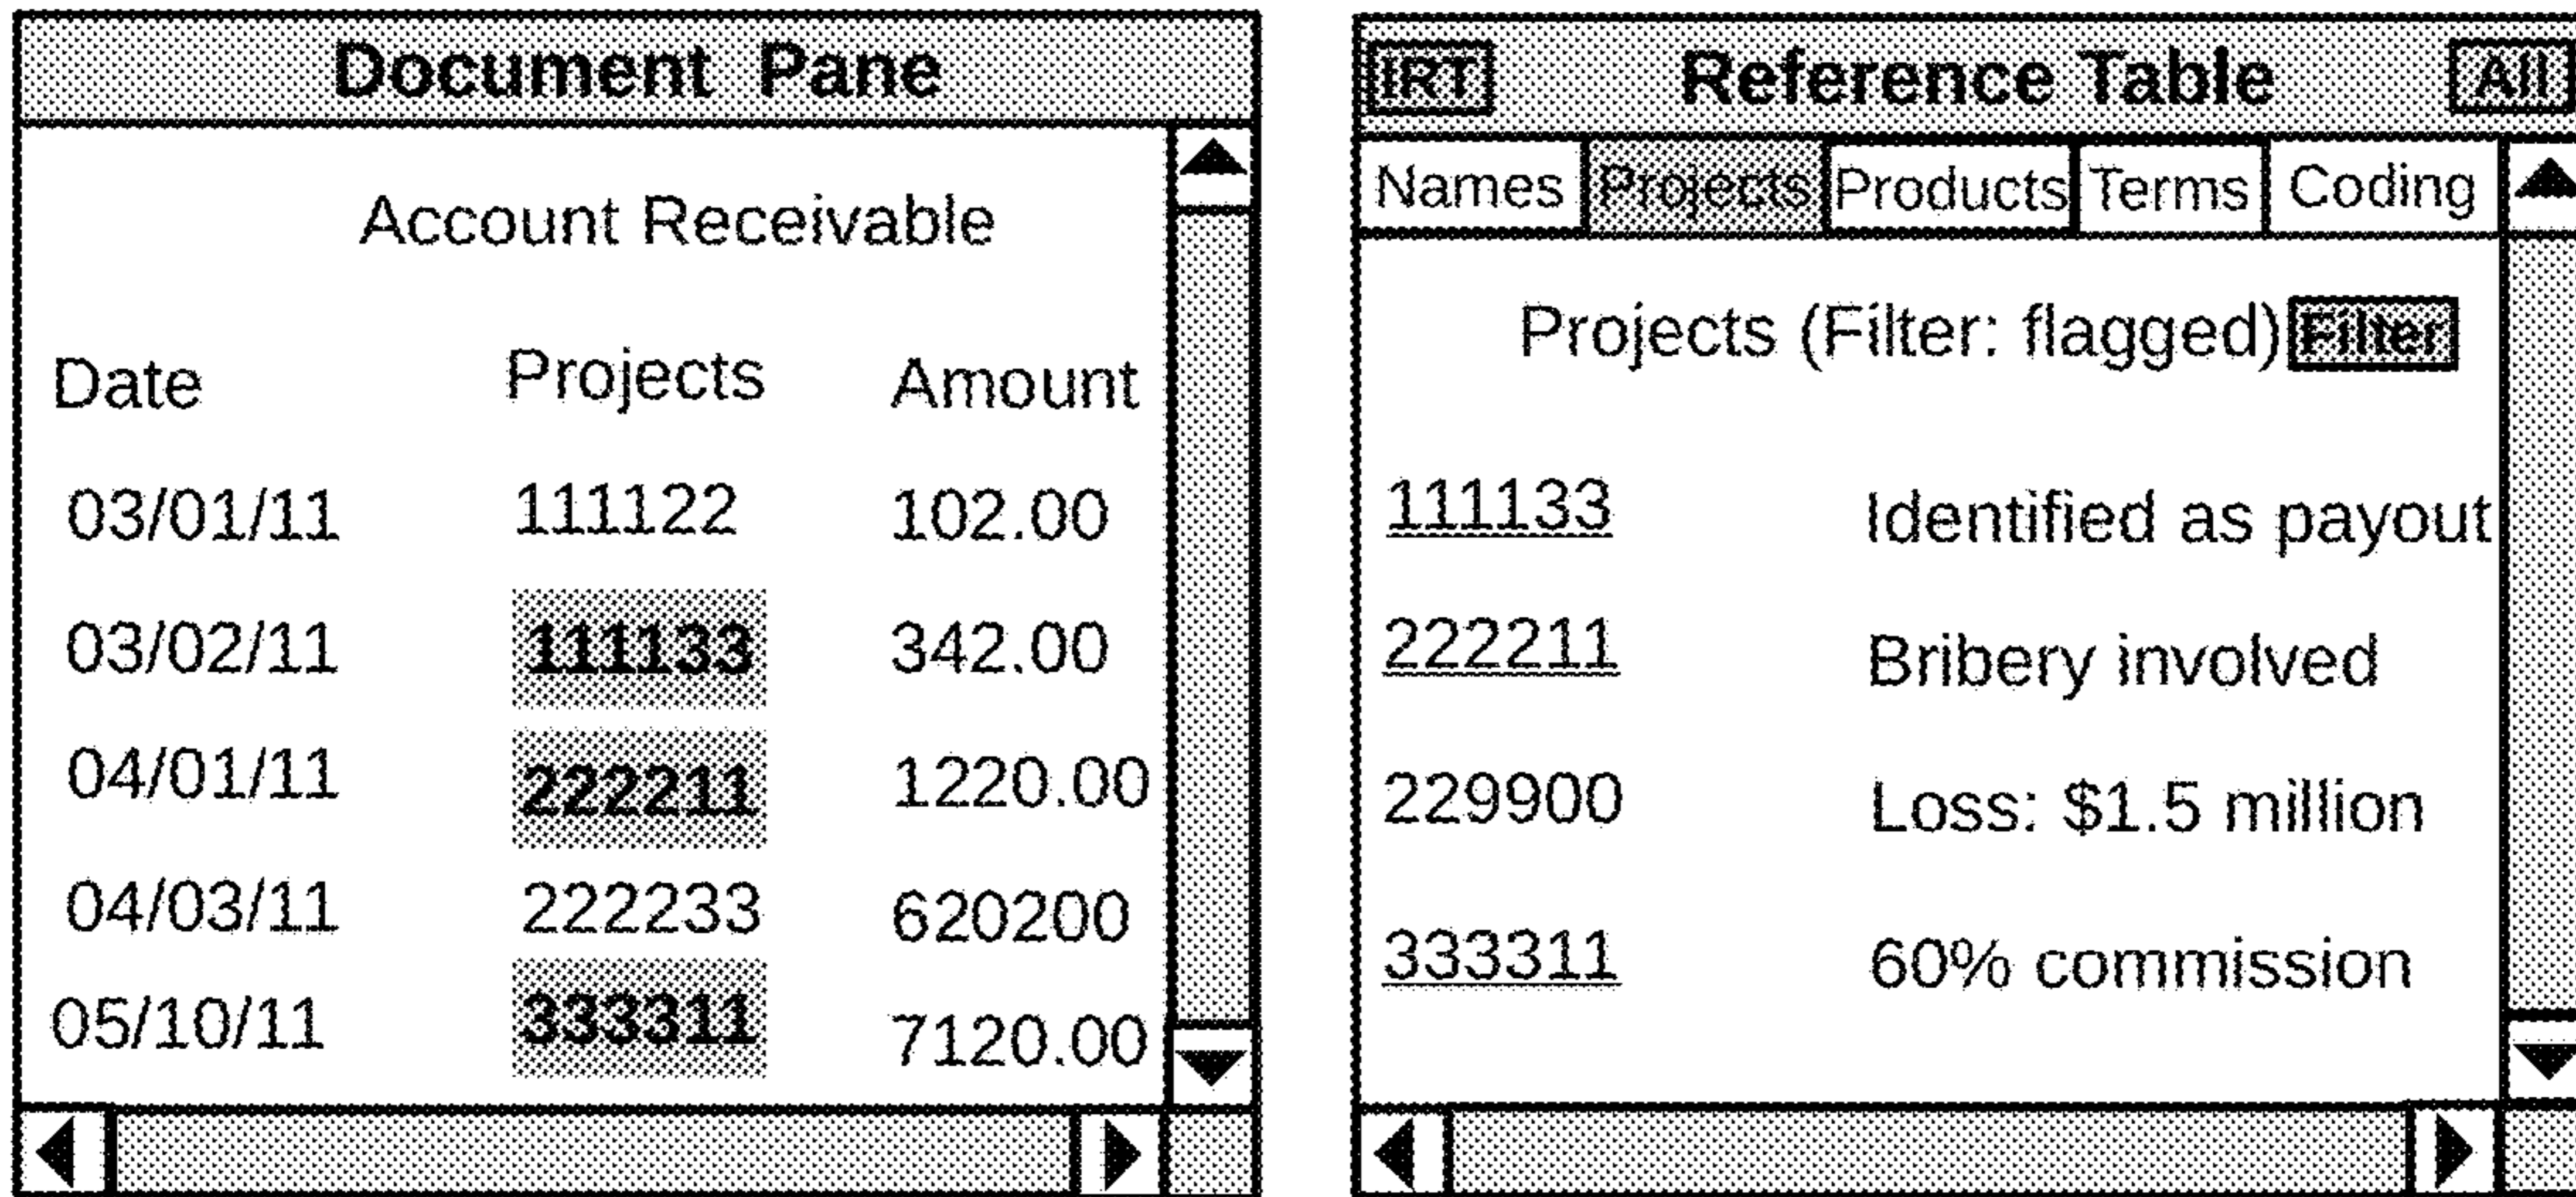 Document Pane
Account Receivable
Date Projects Amount
03/01/11 111122 102.00
03/02/11 111133 342.00
04/01/11 222211 1220.00
04/03/11 222233 620200
05/10/11 333311 7120.00
IRT Reference Table All
Names Projects Products Terms Coding
Projects (Filter: flagged) Filter
111133 Identified as payout
222211 Bribery involved
229900 Loss: $1.5 million
333311 60% commission